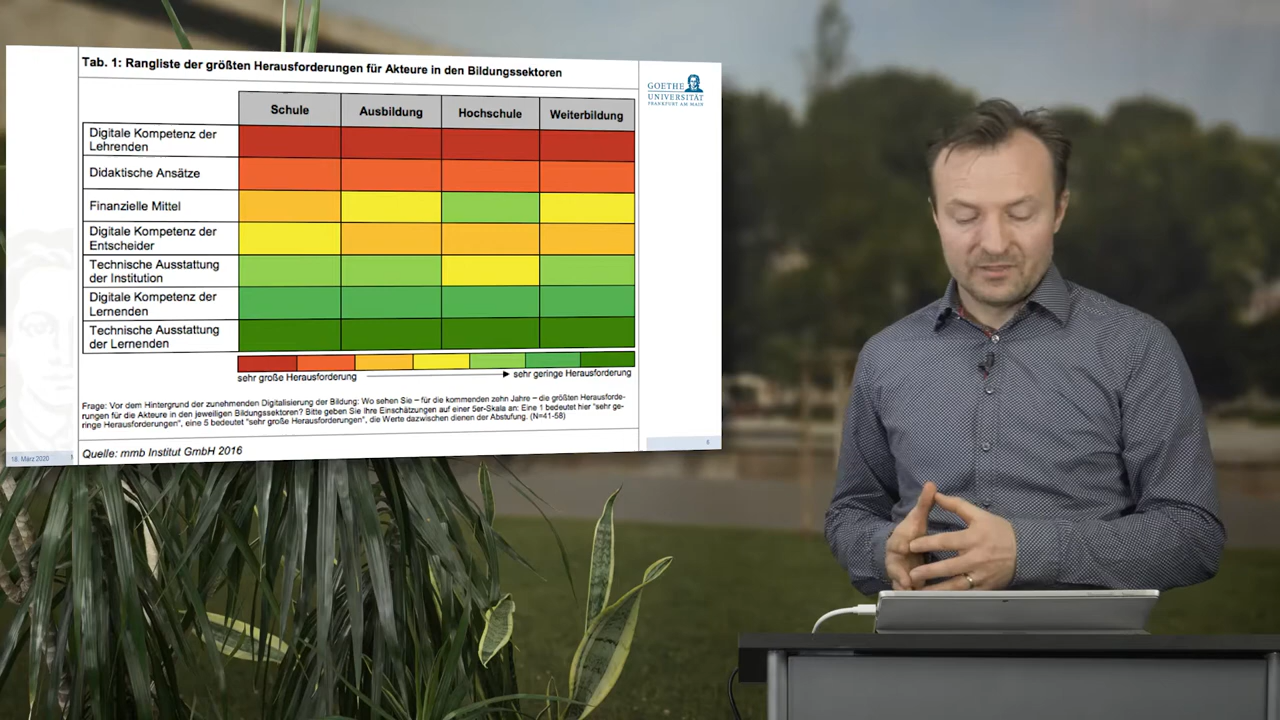 Tab. 1: Rangliste der größten Herausforderungen für Akteure in den Bildungssektoren
GOETHE
UNIVERSITÄT
FRANKFURT AM MAIN
Schule Ausbildung Hochschule Weiterbildung
Digitale Kompetenz der
Lehrenden
Didaktische Ansätze
Finanzielle Mittel
Digitale Kompetenz der
Entscheider
Technische Ausstattung
der Institution
Digitale Kompetenz der
Lernenden
Technische Ausstattung
der Lernenden
sehr große Herausforderung sehr geringe Herausforderung
Frage: Vor dem Hintergrund der zunehmenden Digitalisierung der Bildung: Wo sehen Sie – für die kommenden zehn Jahre – die größten Herausforde-
rungen für die Akteure in den jeweiligen Bildungssektoren? Bitte geben Sie Ihre Einschätzungen auf einer 5er-Skala an: Eine 1 bedeutet hier "sehr ge-
ringe Herausforderungen", eine 5 bedeutet "sehr große Herausforderungen", die Werte dazwischen dienen der Abstufung. (N=41-58)
Quelle: mmb Institut GmbH 2016
18. März 2020 1